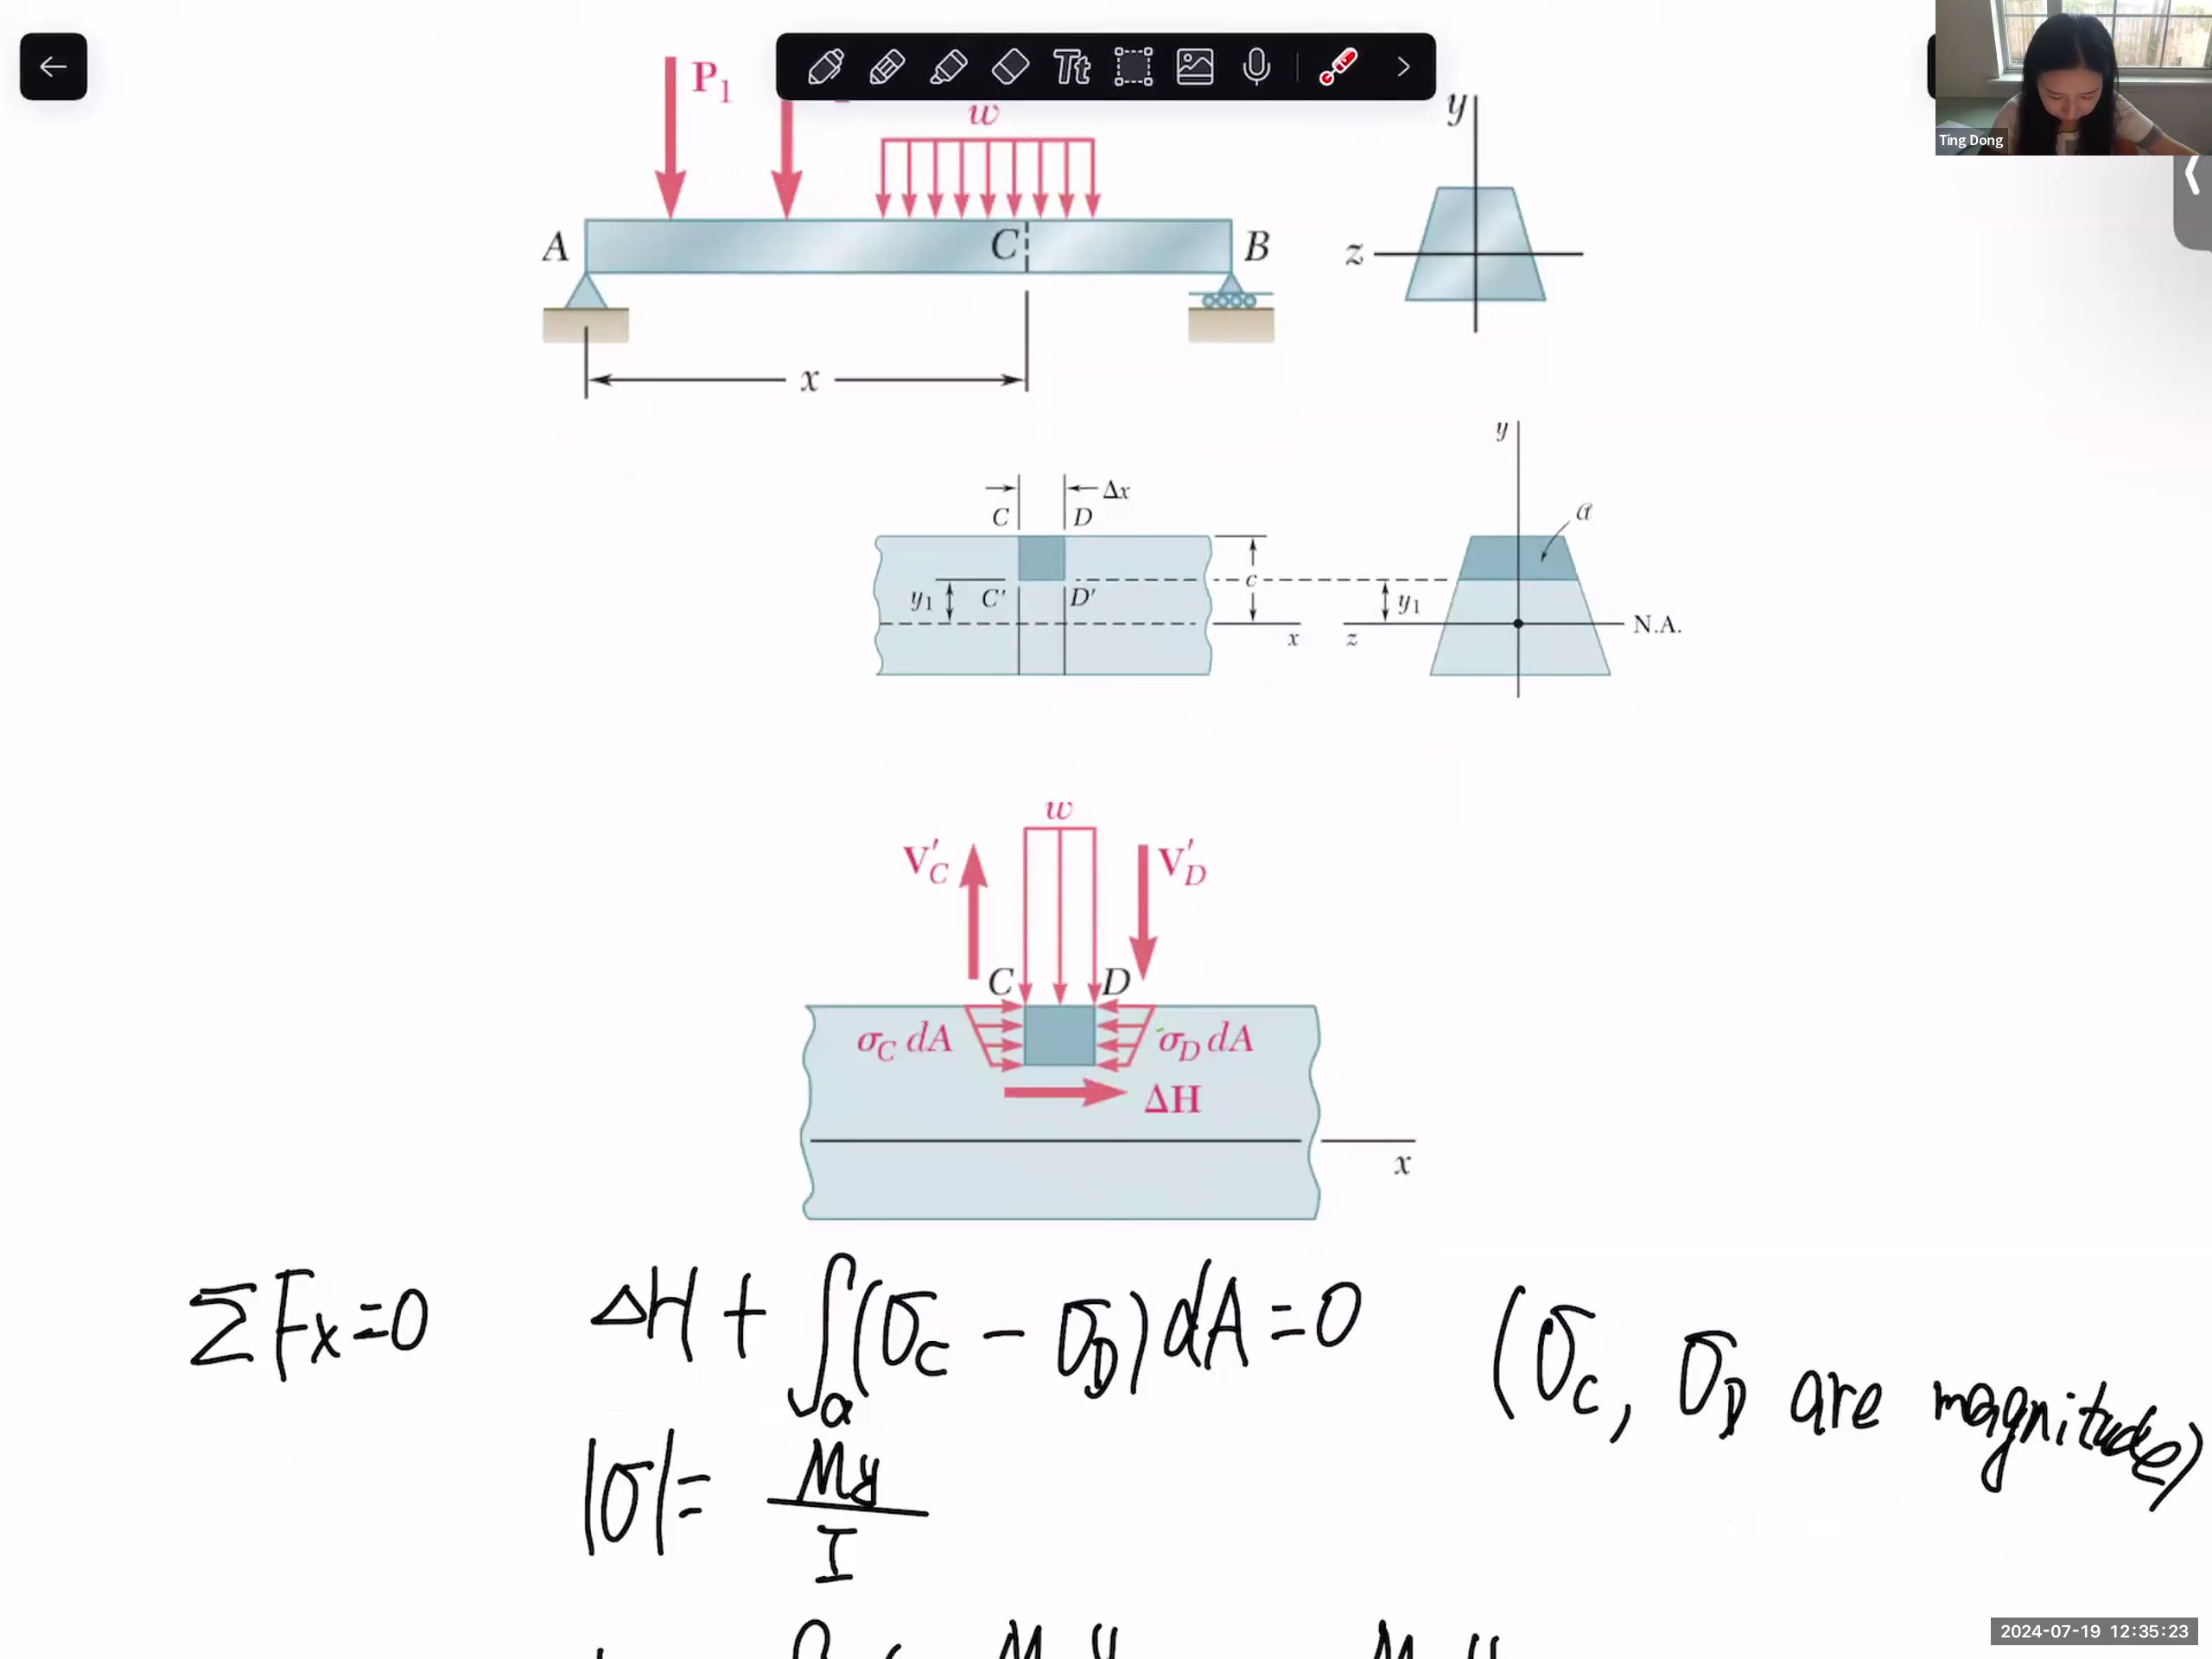 P₁
w
y
Ting Dong
Tt
A
C
B
z
x
y
Δx
C
D
a
c
y₁
C'
D'
y₁
x
z
N.A.
w
V'C
V'D
C
D
σC dA
σD dA
ΔH
x
ΣFx=0 ΔH + ∫a (σC − σD) dA = 0 (σC, σD are magnitude)
|σ| = My/I
2024-07-19 12:35:23